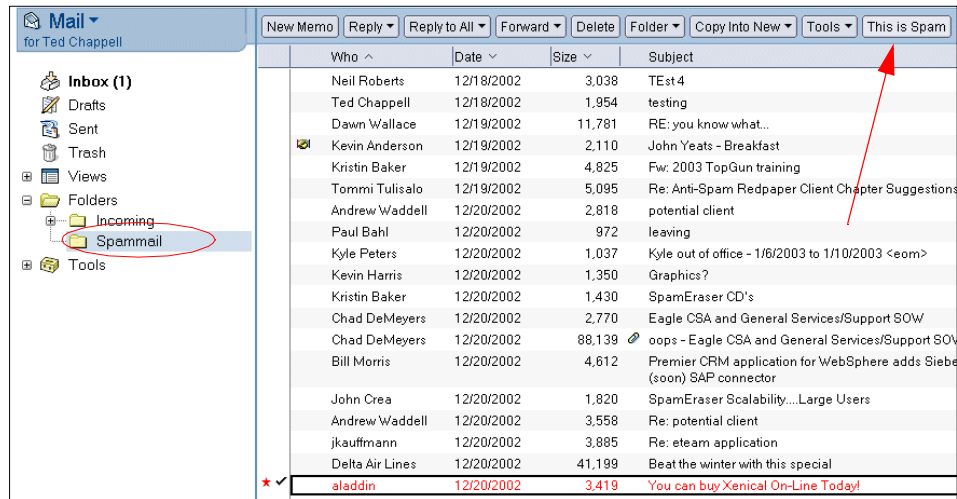 Mail
for Ted Chappell
New Memo Reply Reply to All Forward Delete Folder Copy Into New Tools This is Spam
Inbox (1)
Drafts
Sent
Trash
Views
Folders
Incoming
Spammail
Tools
Who Date Size Subject
Neil Roberts 12/18/2002 3,038 TEst 4
Ted Chappell 12/18/2002 1,954 testing
Dawn Wallace 12/19/2002 11,781 RE: you know what...
Kevin Anderson 12/19/2002 2,110 John Yeats - Breakfast
Kristin Baker 12/19/2002 4,825 Fw: 2003 TopGun training
Tommi Tulisalo 12/19/2002 5,095 Re: Anti-Spam Redpaper Client Chapter Suggestions
Andrew Waddell 12/20/2002 2,818 potential client
Paul Bahl 12/20/2002 972 leaving
Kyle Peters 12/20/2002 1,037 Kyle out of office - 1/6/2003 to 1/10/2003 <eom>
Kevin Harris 12/20/2002 1,350 Graphics?
Kristin Baker 12/20/2002 1,430 SpamEraser CD's
Chad DeMeyers 12/20/2002 2,770 Eagle CSA and General Services/Support SOW
Chad DeMeyers 12/20/2002 88,139 oops - Eagle CSA and General Services/Support SOW
Bill Morris 12/20/2002 4,612 Premier CRM application for WebSphere adds Siebe
(soon) SAP connector
John Crea 12/20/2002 1,820 SpamEraser Scalability....Large Users
Andrew Waddell 12/20/2002 3,558 Re: potential client
jkauffmann 12/20/2002 3,885 Re: eteam application
Delta Air Lines 12/20/2002 41,199 Beat the winter with this special
aladdin 12/20/2002 3,419 You can buy Xenical On-Line Today!